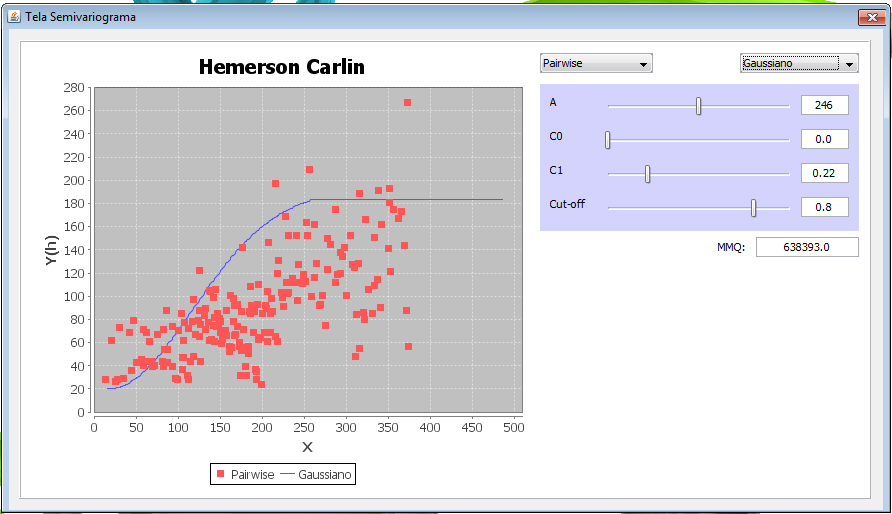 Tela Semivariograma
Hemerson Carlin
Pairwise
Gaussiano
A
246
C0
0.0
C1
0.22
Cut-off
0.8
MMQ:
638393.0
Y(h)
280
260
240
220
200
180
160
140
120
100
80
60
40
20
0
0 50 100 150 200 250 300 350 400 450 500
X
Pairwise Gaussiano